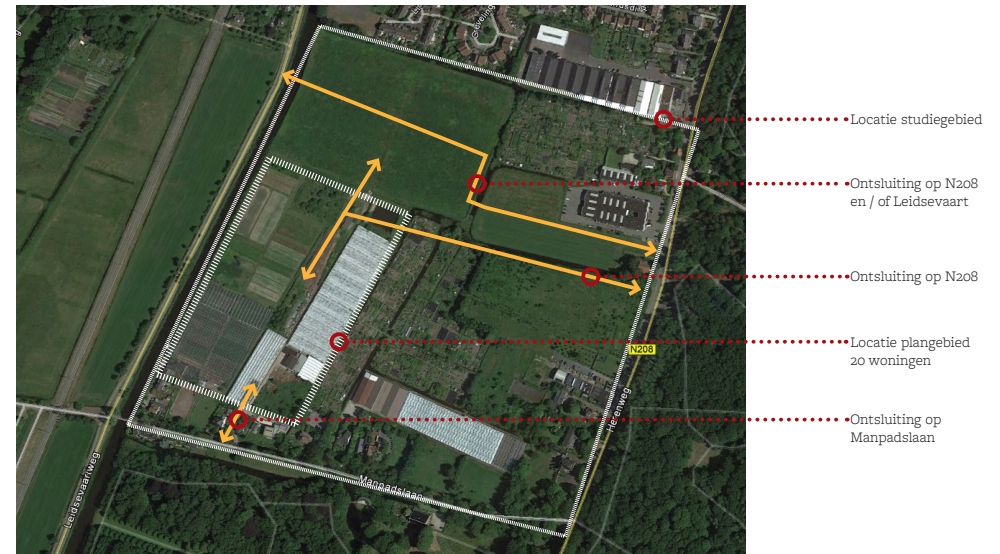 Locatie studiegebied
Ontsluiting op N208
en / of Leidsevaart
Ontsluiting op N208
Locatie plangebied
20 woningen
Ontsluiting op
Manpadslaan
N208
Herenweg
Manpadslaan
Leidsevaartweg